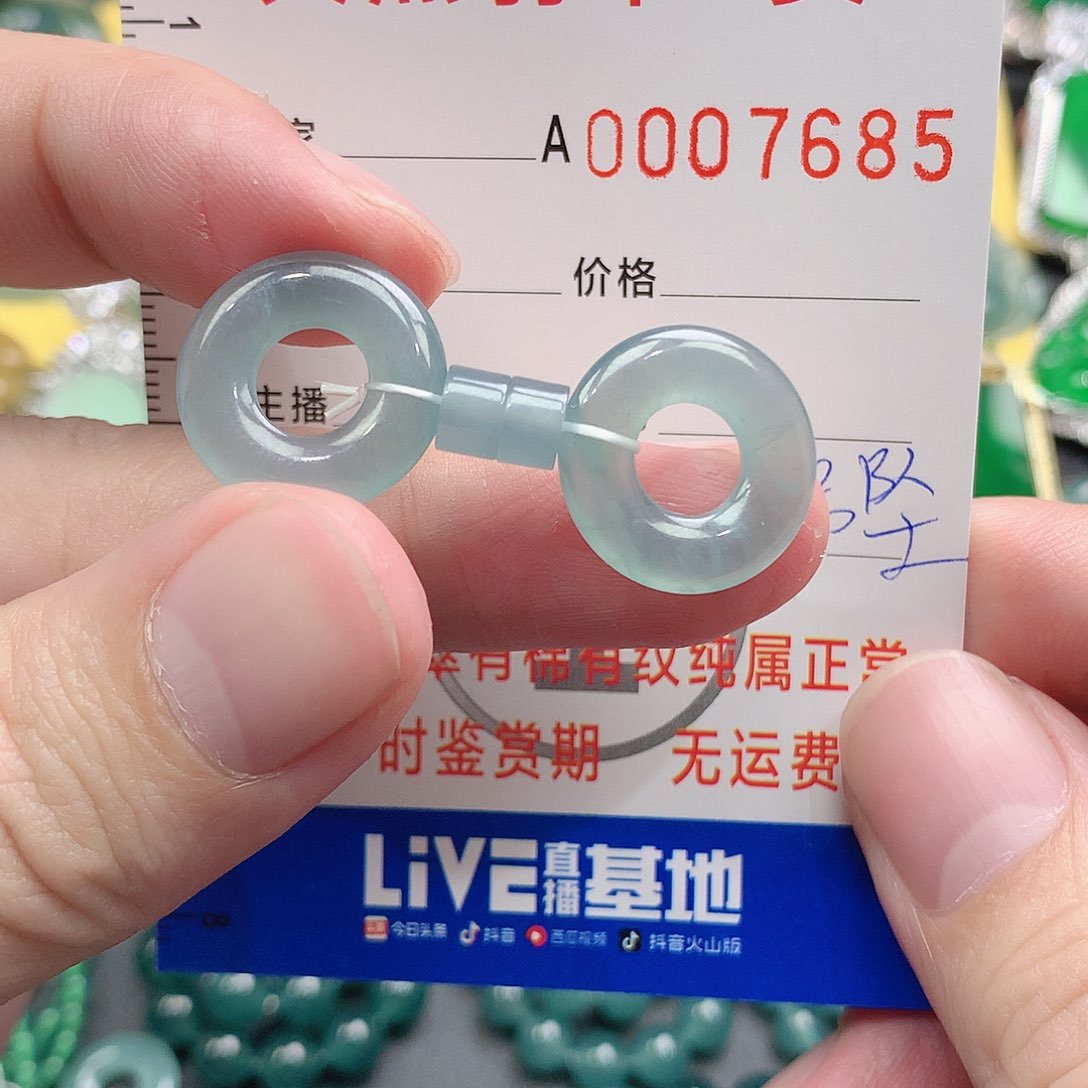 A0007685
价格
主播
坠
有棉有纹纯属正常
时鉴赏期 无运费
LiVE直播基地
今日头条 抖音 西瓜视频 抖音火山版
8